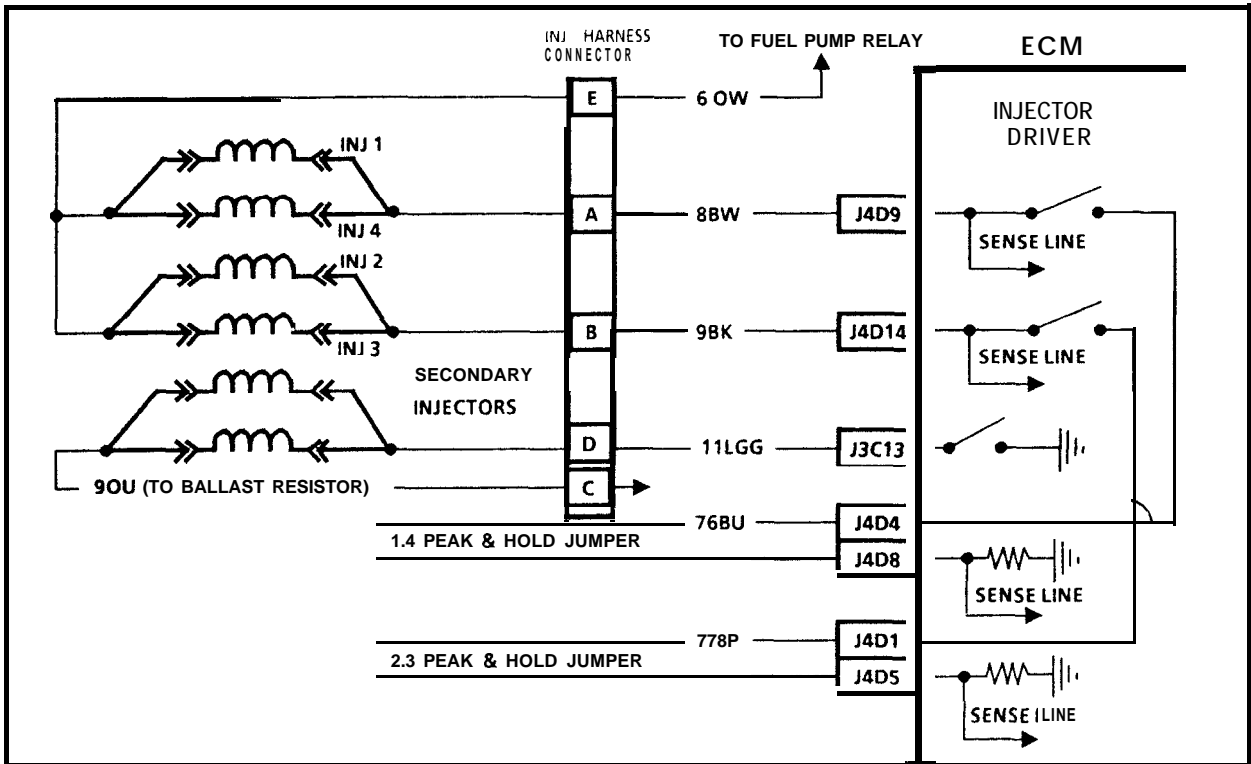 INJ HARNESS
CONNECTOR
TO FUEL PUMP RELAY
ECM
E
6 OW
INJECTOR
DRIVER
INJ 1
A
8BW
J4D9
INJ 4
SENSE LINE
INJ 2
B
9BK
J4D14
INJ 3
SENSE LINE
SECONDARY
INJECTORS
D
11LGG
J3C13
9OU (TO BALLAST RESISTOR)
C
76BU
J4D4
1.4 PEAK & HOLD JUMPER
J4D8
SENSE LINE
778P
J4D1
2.3 PEAK & HOLD JUMPER
J4D5
SENSE LINE